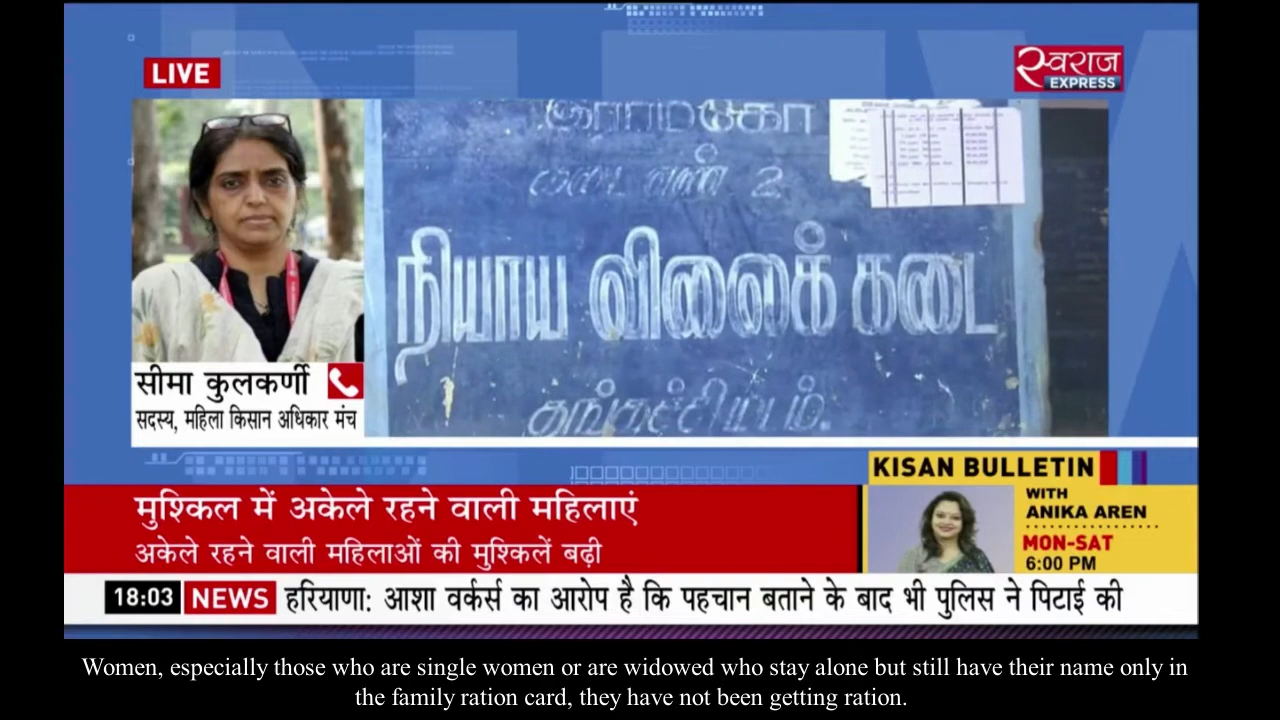 LIVE
स्वराज
EXPRESS
கடை எண் 2
நியாய விலைக் கடை
सीमा कुलकर्णी
सदस्य, महिला किसान अधिकार मंच
KISAN BULLETIN
WITH
ANIKA AREN
MON-SAT
6:00 PM
मुश्किल में अकेले रहने वाली महिलाएं
अकेले रहने वाली महिलाओं की मुश्किलें बढ़ी
18:03 NEWS हरियाणा: आशा वर्कर्स का आरोप है कि पहचान बताने के बाद भी पुलिस ने पिटाई की
Women, especially those who are single women or are widowed who stay alone but still have their name only in
the family ration card, they have not been getting ration.